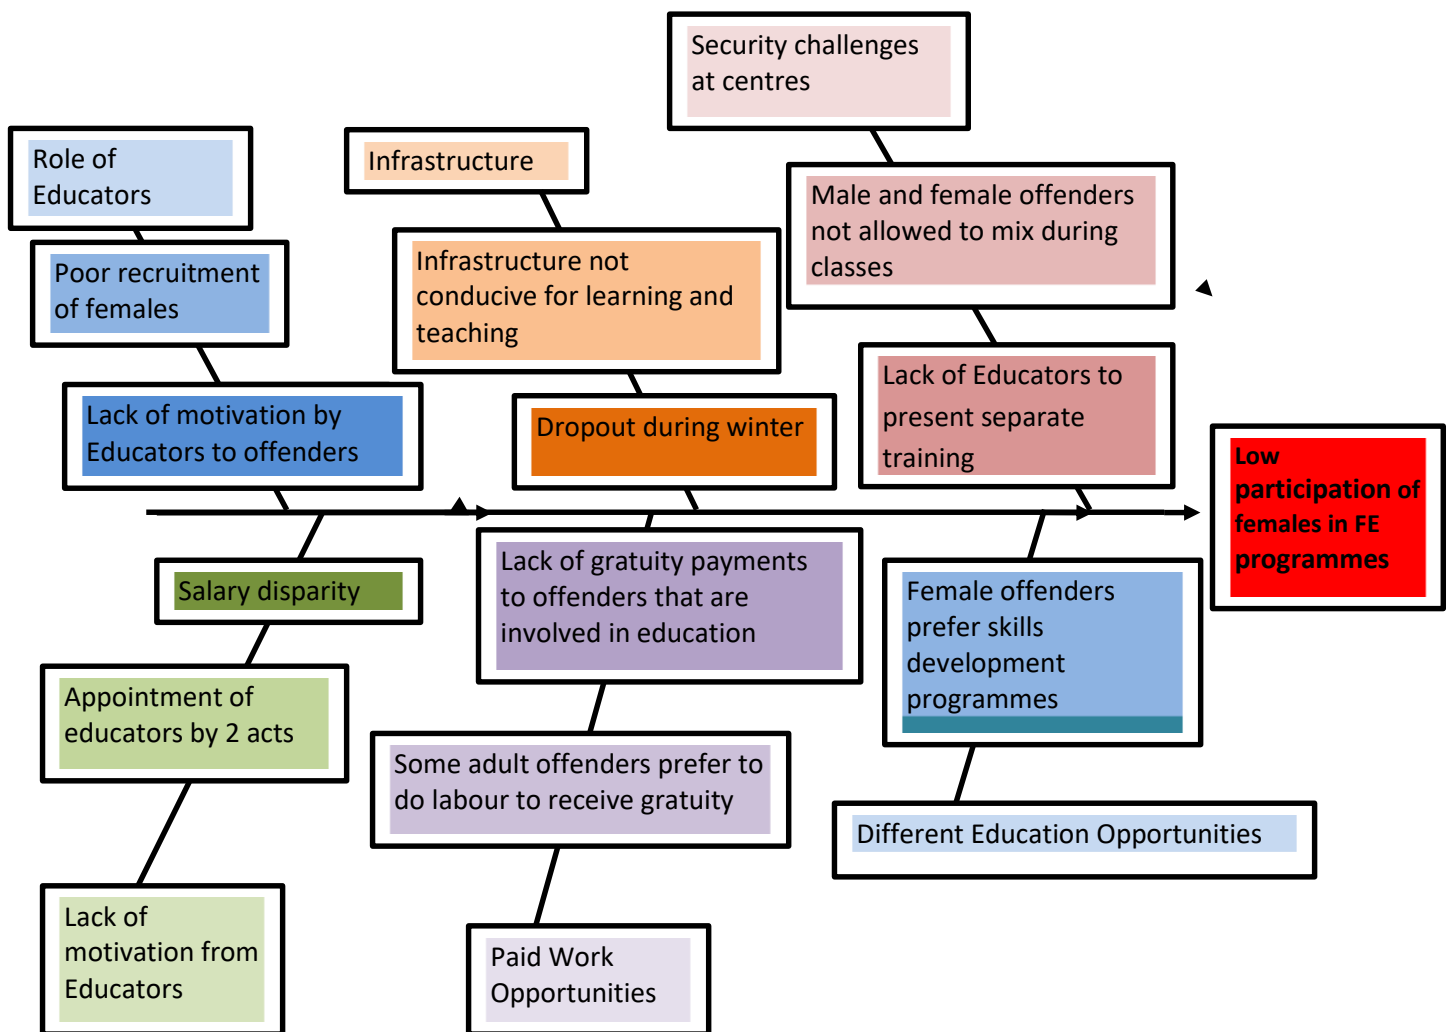 Security challenges
at centres
Role of
Educators
Infrastructure
Male and female offenders
not allowed to mix during
classes
Poor recruitment
of females
Infrastructure not
conducive for learning and
teaching
Lack of Educators to
present separate
training
Lack of motivation by
Educators to offenders
Dropout during winter
Low
participation of
females in FE
programmes
Salary disparity
Lack of gratuity payments
to offenders that are
involved in education
Female offenders
prefer skills
development
programmes
Appointment of
educators by 2 acts
Some adult offenders prefer to
do labour to receive gratuity
Different Education Opportunities
Lack of
motivation from
Educators
Paid Work
Opportunities